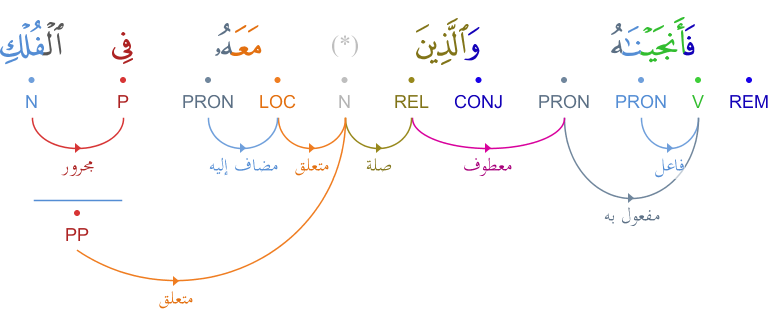 فَأَنجَيْنَـٰهُ وَٱلَّذِينَ (*) مَعَهُۥ فِى ٱلْفُلْكِ
REM V PRON PRON CONJ REL N LOC PRON P N
فاعل
معطوف صلة متعلق مضاف إليه مجرور
مفعول به
PP
متعلق